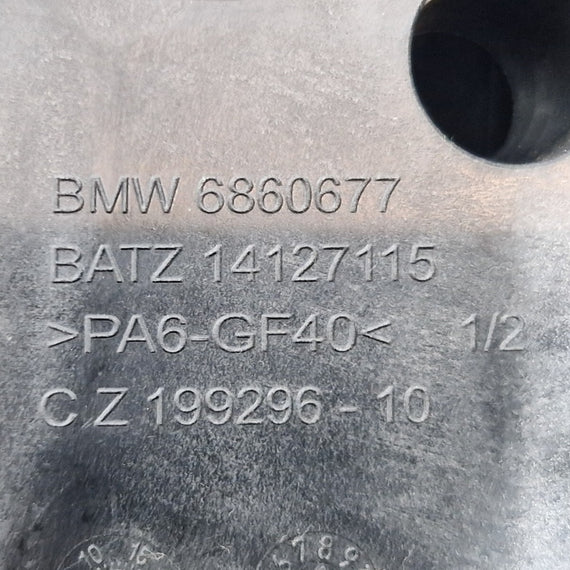 BMW 6860677
BATZ 14127115
>PA6-GF40< 1/2
C.Z 199296 - 10